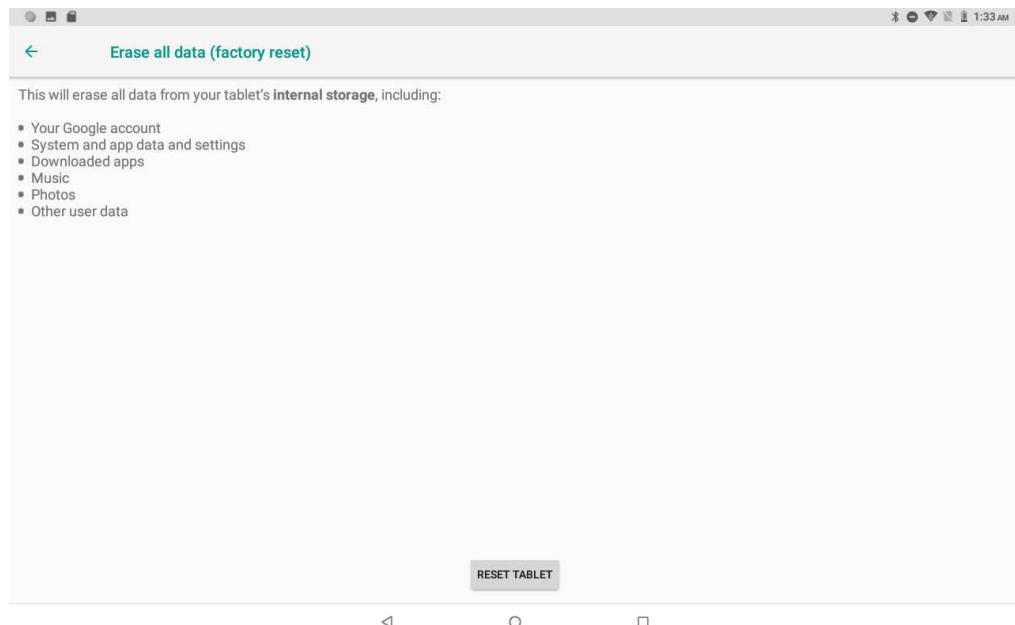 1:33 AM
Erase all data (factory reset)
This will erase all data from your tablet's internal storage, including:
• Your Google account
• System and app data and settings
• Downloaded apps
• Music
• Photos
• Other user data
RESET TABLET